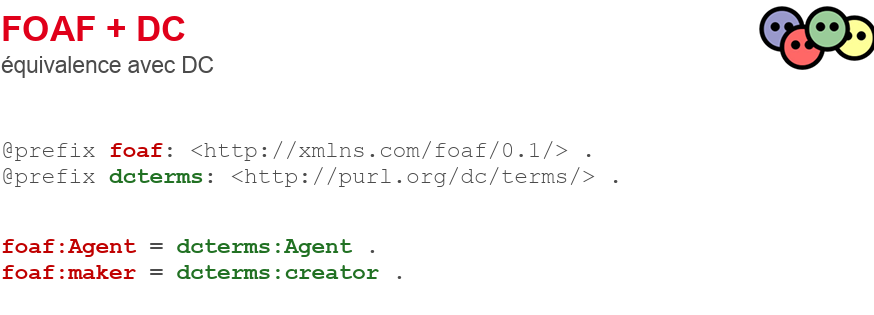 FOAF + DC
équivalence avec DC
@prefix foaf: <http://xmlns.com/foaf/0.1/> .
@prefix dcterms: <http://purl.org/dc/terms/> .
foaf:Agent = dcterms:Agent .
foaf:maker = dcterms:creator .